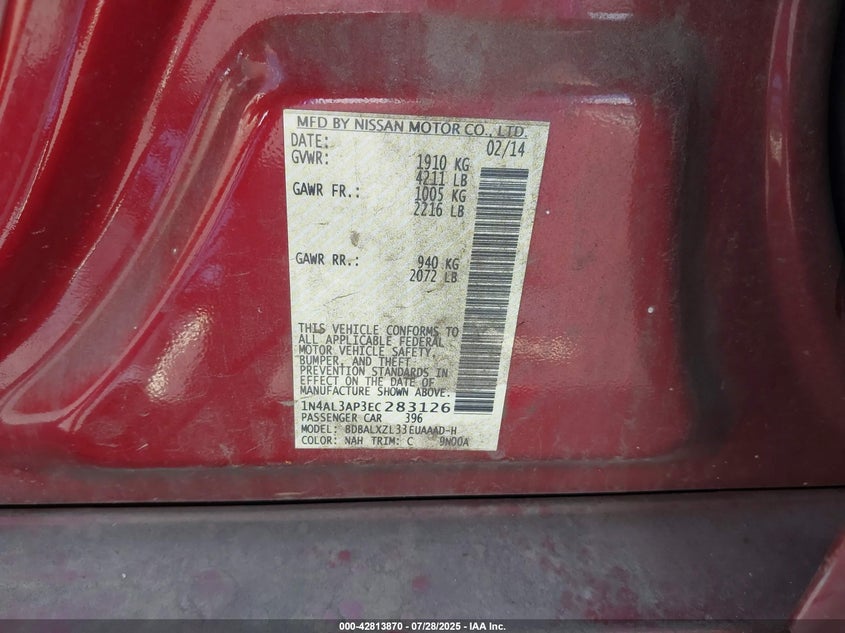 MFD BY NISSAN MOTOR CO., LTD.
DATE: 02/14
GVWR: 1910 KG
4211 LB
GAWR FR.: 1005 KG
2216 LB
GAWR RR.: 940 KG
2072 LB
THIS VEHICLE CONFORMS TO
ALL APPLICABLE FEDERAL
MOTOR VEHICLE SAFETY,
BUMPER, AND THEFT
PREVENTION STANDARDS IN
EFFECT ON THE DATE OF
MANUFACTURE SHOWN ABOVE.
1N4AL3AP3EC283126
PASSENGER CAR 396
MODEL: BDBALXZL33EUAAAD-H
COLOR: NAH TRIM: C 9N00A
000-42813870 | 07/28/2025 - IAA Inc.